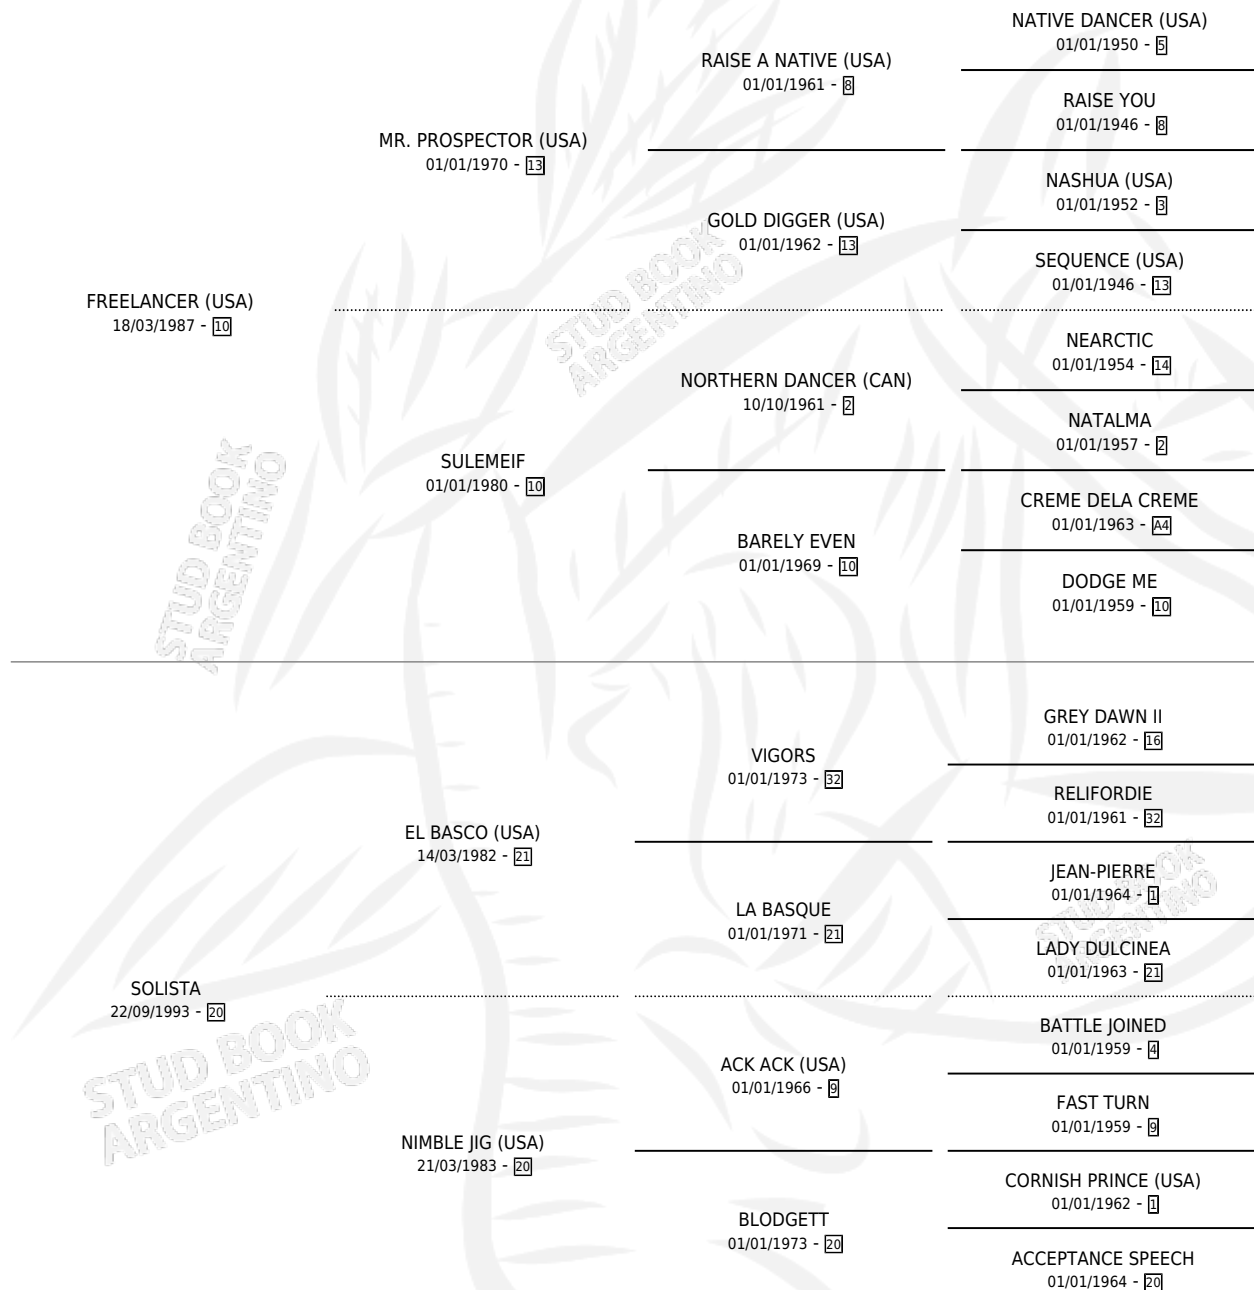 NATIVE DANCER (USA)
01/01/1950 - 5
RAISE A NATIVE (USA)
01/01/1961 - 8
RAISE YOU
01/01/1946 - 8
MR. PROSPECTOR (USA)
01/01/1970 - 13
NASHUA (USA)
01/01/1952 - 3
GOLD DIGGER (USA)
01/01/1962 - 13
SEQUENCE (USA)
01/01/1946 - 13
FREELANCER (USA)
18/03/1987 - 10
NEARCTIC
01/01/1954 - 14
NORTHERN DANCER (CAN)
10/10/1961 - 2
NATALMA
01/01/1957 - 2
SULEMEIF
01/01/1980 - 10
CREME DELA CREME
01/01/1963 - A4
BARELY EVEN
01/01/1969 - 10
DODGE ME
01/01/1959 - 10
GREY DAWN II
01/01/1962 - 16
VIGORS
01/01/1973 - 32
RELIFORDIE
01/01/1961 - 32
EL BASCO (USA)
14/03/1982 - 21
JEAN-PIERRE
01/01/1964 - 1
LA BASQUE
01/01/1971 - 21
LADY DULCINEA
01/01/1963 - 21
SOLISTA
22/09/1993 - 20
BATTLE JOINED
01/01/1959 - 4
ACK ACK (USA)
01/01/1966 - 9
FAST TURN
01/01/1959 - 9
NIMBLE JIG (USA)
21/03/1983 - 20
CORNISH PRINCE (USA)
01/01/1962 - 1
BLODGETT
01/01/1973 - 20
ACCEPTANCE SPEECH
01/01/1964 - 20
STUD BOOK
ARGENTINO
STUD BOOK
ARGENTINO
STUD BOOK
ARGENTINO
STUD BOOK
ARGENTINO